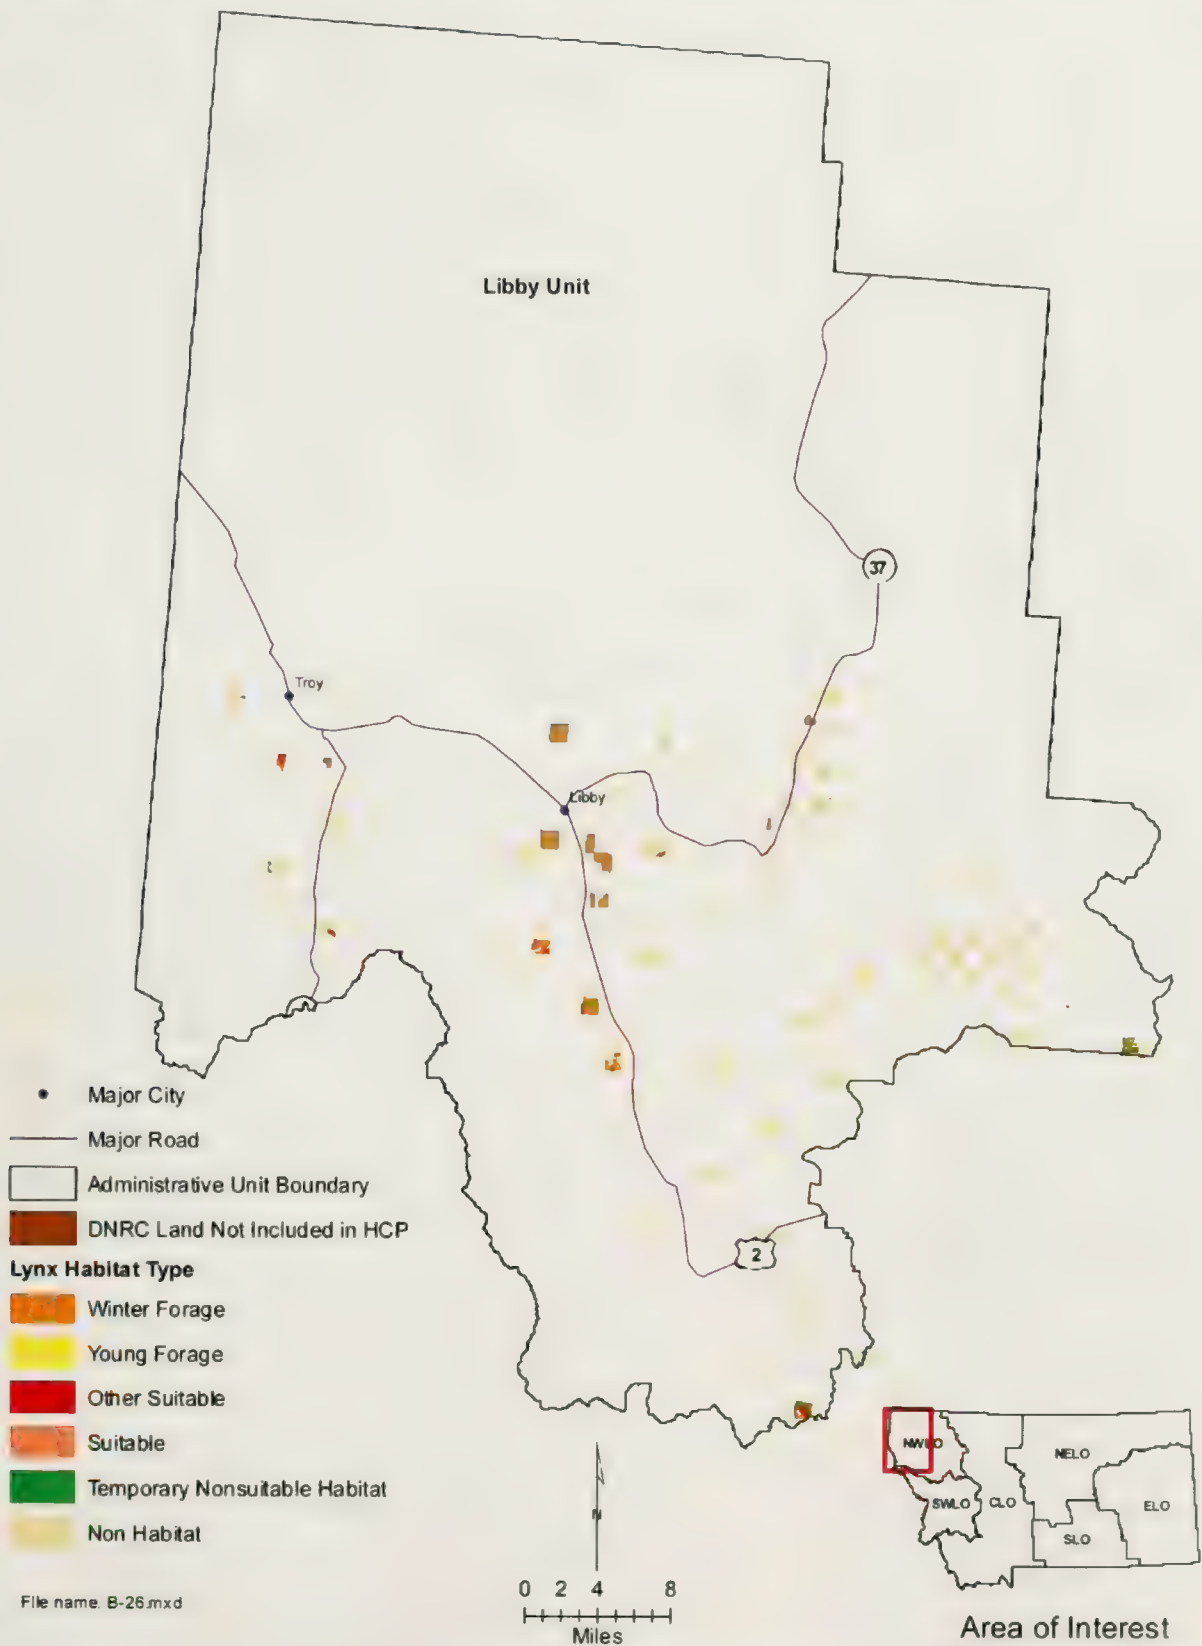 Libby Unit
37
Troy
Libby
2
Major City
Major Road
Administrative Unit Boundary
DNRC Land Not Included in HCP
Lynx Habitat Type
Winter Forage
Young Forage
Other Suitable
Suitable
Temporary Nonsuitable Habitat
Non Habitat
N
0 2 4 8
Miles
File name. B-26.mxd
NWLO
NELO
SWLO
CLO
ELO
SLO
Area of Interest